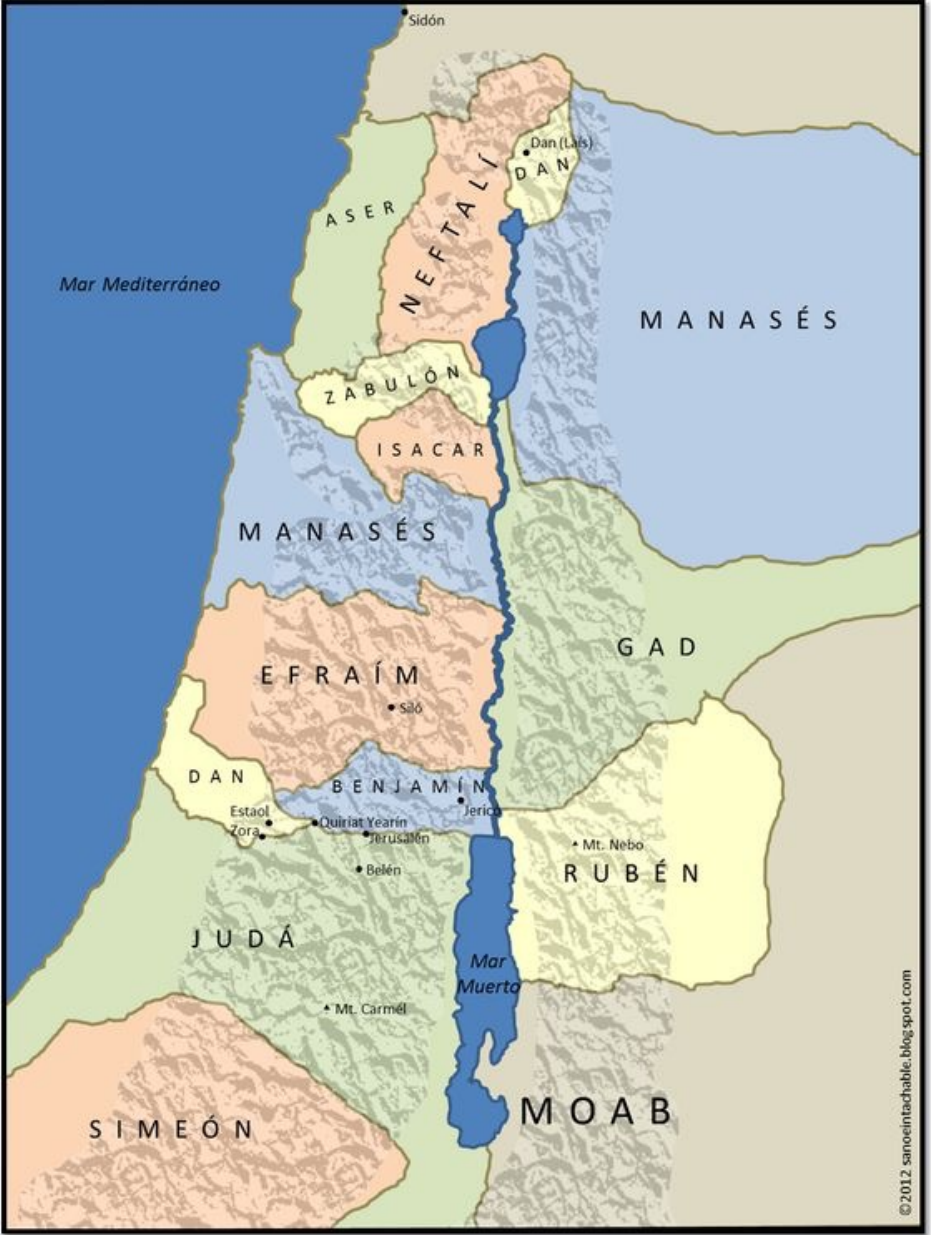 Sidón
Dan (Laís)
DAN
NEFTALÍ
ASER
Mar Mediterráneo
MANASÉS
ZABULÓN
ISACAR
MANASÉS
GAD
EFRAÍM
Siló
DAN
BENJAMÍN
Jericó
Estaol
Quiriat Yearín
Zora
Jerusalén
Mt. Nebo
Belén
RUBÉN
JUDÁ
Mar
Muerto
Mt. Carmél
MOAB
SIMEÓN
©2012 sanoeintachable.blogspot.com